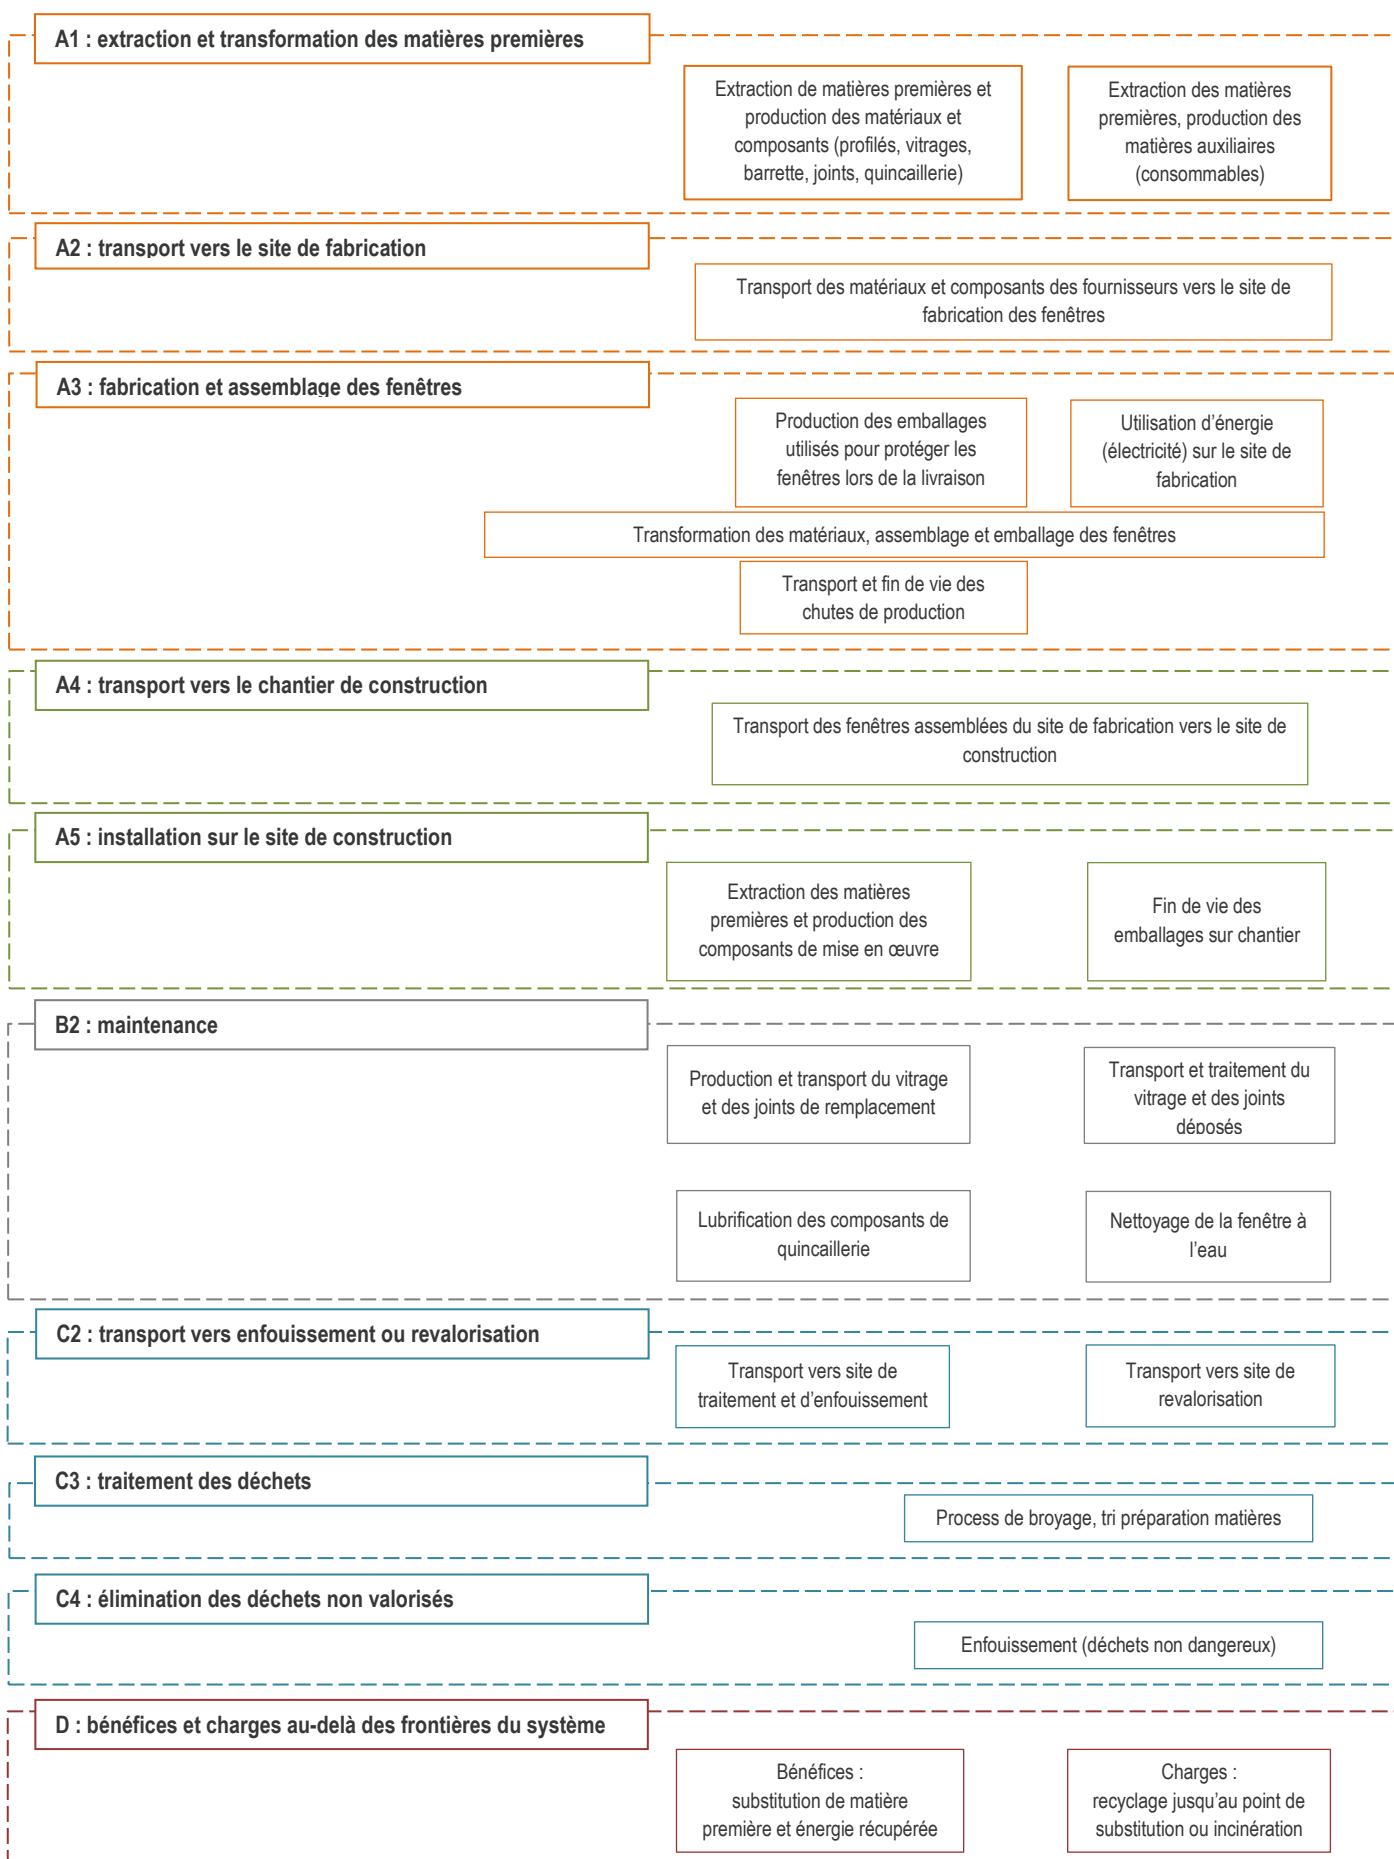 A1 : extraction et transformation des matières premières
Extraction de matières premières et
production des matériaux et
composants (profilés, vitrages,
barrette, joints, quincaillerie)
Extraction des matières
premières, production des
matières auxiliaires
(consommables)
A2 : transport vers le site de fabrication
Transport des matériaux et composants des fournisseurs vers le site de
fabrication des fenêtres
A3 : fabrication et assemblage des fenêtres
Production des emballages
utilisés pour protéger les
fenêtres lors de la livraison
Utilisation d’énergie
(électricité) sur le site de
fabrication
Transformation des matériaux, assemblage et emballage des fenêtres
Transport et fin de vie des
chutes de production
A4 : transport vers le chantier de construction
Transport des fenêtres assemblées du site de fabrication vers le site de
construction
A5 : installation sur le site de construction
Extraction des matières
premières et production des
composants de mise en œuvre
Fin de vie des
emballages sur chantier
B2 : maintenance
Production et transport du vitrage
et des joints de remplacement
Transport et traitement du
vitrage et des joints
déposés
Lubrification des composants de
quincaillerie
Nettoyage de la fenêtre à
l’eau
C2 : transport vers enfouissement ou revalorisation
Transport vers site de
traitement et d’enfouissement
Transport vers site de
revalorisation
C3 : traitement des déchets
Process de broyage, tri préparation matières
C4 : élimination des déchets non valorisés
Enfouissement (déchets non dangereux)
D : bénéfices et charges au-delà des frontières du système
Bénéfices :
substitution de matière
première et énergie récupérée
Charges :
recyclage jusqu’au point de
substitution ou incinération